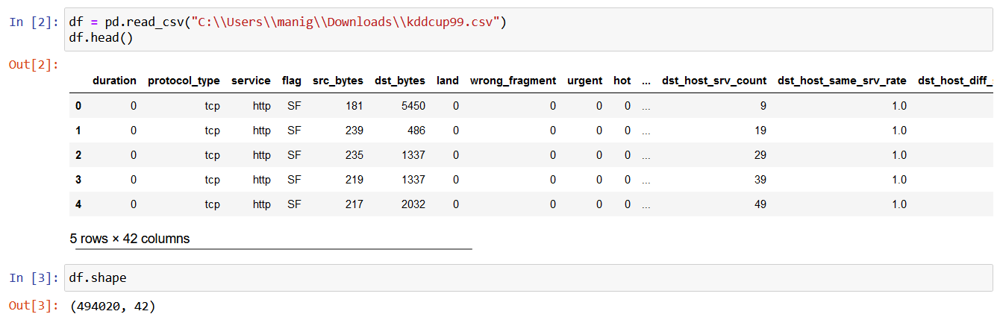 In [2]: df = pd.read_csv("C:\\Users\\manig\\Downloads\\kddcup99.csv")
df.head()
Out[2]:
duration protocol_type service flag src_bytes dst_bytes land wrong_fragment urgent hot ... dst_host_srv_count dst_host_same_srv_rate dst_host_diff_
0 0 tcp http SF 181 5450 0 0 0 0 ... 9 1.0
1 0 tcp http SF 239 486 0 0 0 0 ... 19 1.0
2 0 tcp http SF 235 1337 0 0 0 0 ... 29 1.0
3 0 tcp http SF 219 1337 0 0 0 0 ... 39 1.0
4 0 tcp http SF 217 2032 0 0 0 0 ... 49 1.0
5 rows × 42 columns
In [3]: df.shape
Out[3]: (494020, 42)